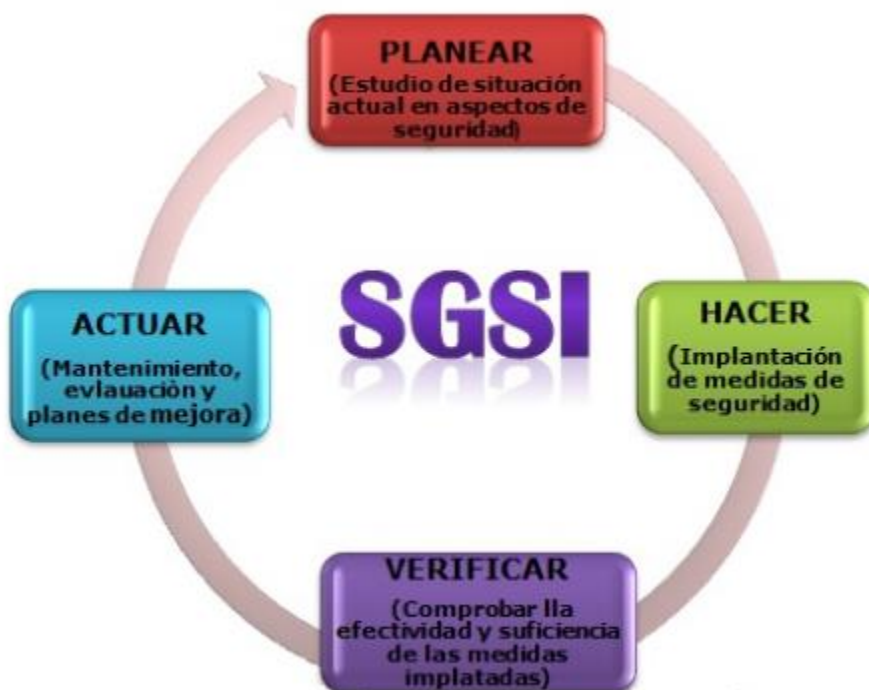 PLANEAR
(Estudio de situación
actual en aspectos de
seguridad)
SGSI
HACER
(Implantación
de medidas de
seguridad)
VERIFICAR
(Comprobar lla
efectividad y suficiencia
de las medidas
implatadas)
ACTUAR
(Mantenimiento,
evlauaciòn y
planes de mejora)